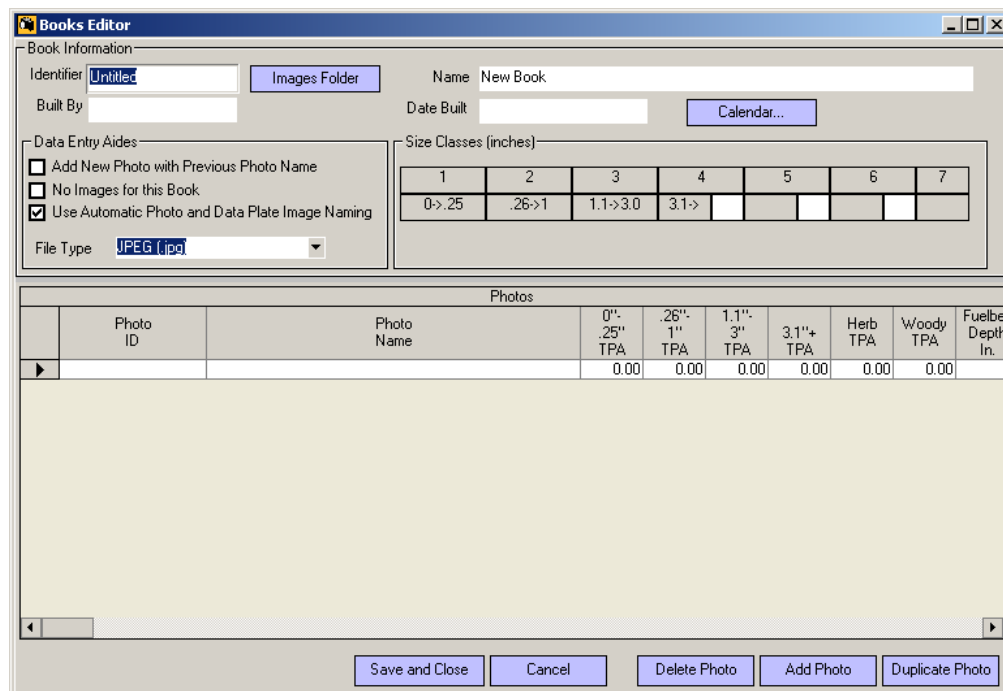 Books Editor
Book Information
Identifier Untitled Images Folder Name New Book
Built By Date Built Calendar...
Data Entry Aides
Add New Photo with Previous Photo Name
No Images for this Book
Use Automatic Photo and Data Plate Image Naming
File Type JPEG (.jpg)
Size Classes (inches)
1 2 3 4 5 6 7
0->.25 .26->1 1.1->3.0 3.1->
Photos
Photo ID
Photo Name
0"-.25" TPA
.26"-1" TPA
1.1"-3" TPA
3.1"+ TPA
Herb TPA
Woody TPA
Fuelbe Depth In.
0.00 0.00 0.00 0.00 0.00 0.00
Save and Close Cancel Delete Photo Add Photo Duplicate Photo